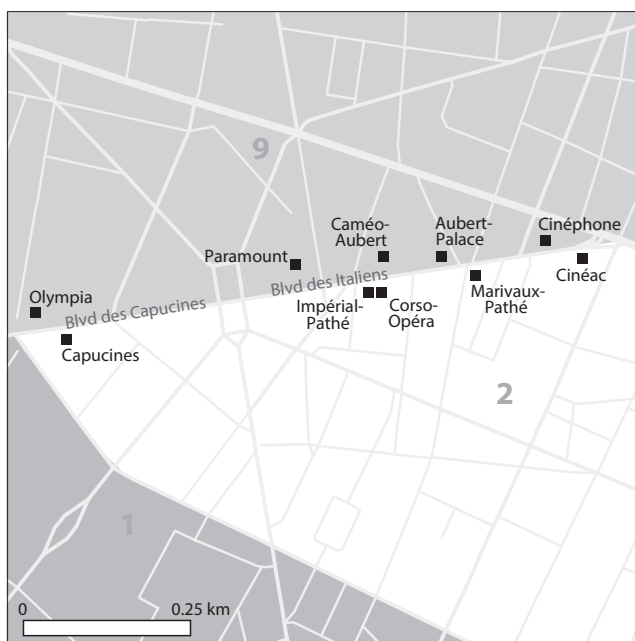 9
Caméo-
Aubert
Aubert-
Palace
Cinéphone
Paramount
Cinéac
Blvd des Italiens
Olympia
Blvd des Capucines
Impérial-
Pathé
Corso-
Opéra
Marivaux-
Pathé
Capucines
2
1
0
0.25 km